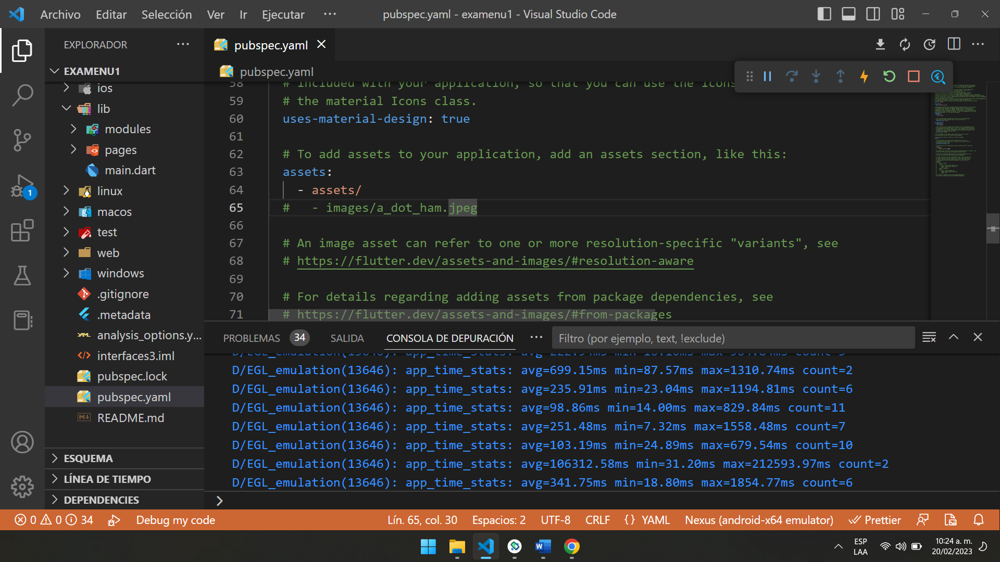 Archivo Editar Selección Ver Ir Ejecutar ··· pubspec.yaml - examenu1 - Visual Studio Code
EXPLORADOR ···
EXAMENU1
ios
lib
modules
pages
main.dart
linux
macos
test
web
windows
.gitignore
.metadata
YAML analysis_options.y...
interfaces3.iml
pubspec.lock
pubspec.yaml
README.md
ESQUEMA
LÍNEA DE TIEMPO
DEPENDENCIES
1
pubspec.yaml
pubspec.yaml
58 # included with your application, so that you can use the icons
59 # the material Icons class.
60 uses-material-design: true
61
62 # To add assets to your application, add an assets section, like this:
63 assets:
64 - assets/
65 # - images/a_dot_ham.jpeg
66
67 # An image asset can refer to one or more resolution-specific "variants", see
68 # https://flutter.dev/assets-and-images/#resolution-aware
69
70 # For details regarding adding assets from package dependencies, see
71 # https://flutter.dev/assets-and-images/#from-packages
PROBLEMAS 34 SALIDA CONSOLA DE DEPURACIÓN ··· Filtro (por ejemplo, text, !exclude)
D/EGL_emulation(13646): app_time_stats: avg=699.15ms min=87.57ms max=1310.74ms count=2
D/EGL_emulation(13646): app_time_stats: avg=235.91ms min=23.04ms max=1194.81ms count=6
D/EGL_emulation(13646): app_time_stats: avg=98.86ms min=14.00ms max=829.84ms count=11
D/EGL_emulation(13646): app_time_stats: avg=251.48ms min=7.32ms max=1558.48ms count=7
D/EGL_emulation(13646): app_time_stats: avg=103.19ms min=24.89ms max=679.54ms count=10
D/EGL_emulation(13646): app_time_stats: avg=106312.58ms min=31.20ms max=212593.97ms count=2
D/EGL_emulation(13646): app_time_stats: avg=341.75ms min=18.80ms max=1854.77ms count=6
0 0 34 Debug my code Lín. 65, col. 30 Espacios: 2 UTF-8 CRLF {} YAML Nexus (android-x64 emulator) Prettier
ESP
LAA
10:24 a. m.
20/02/2023